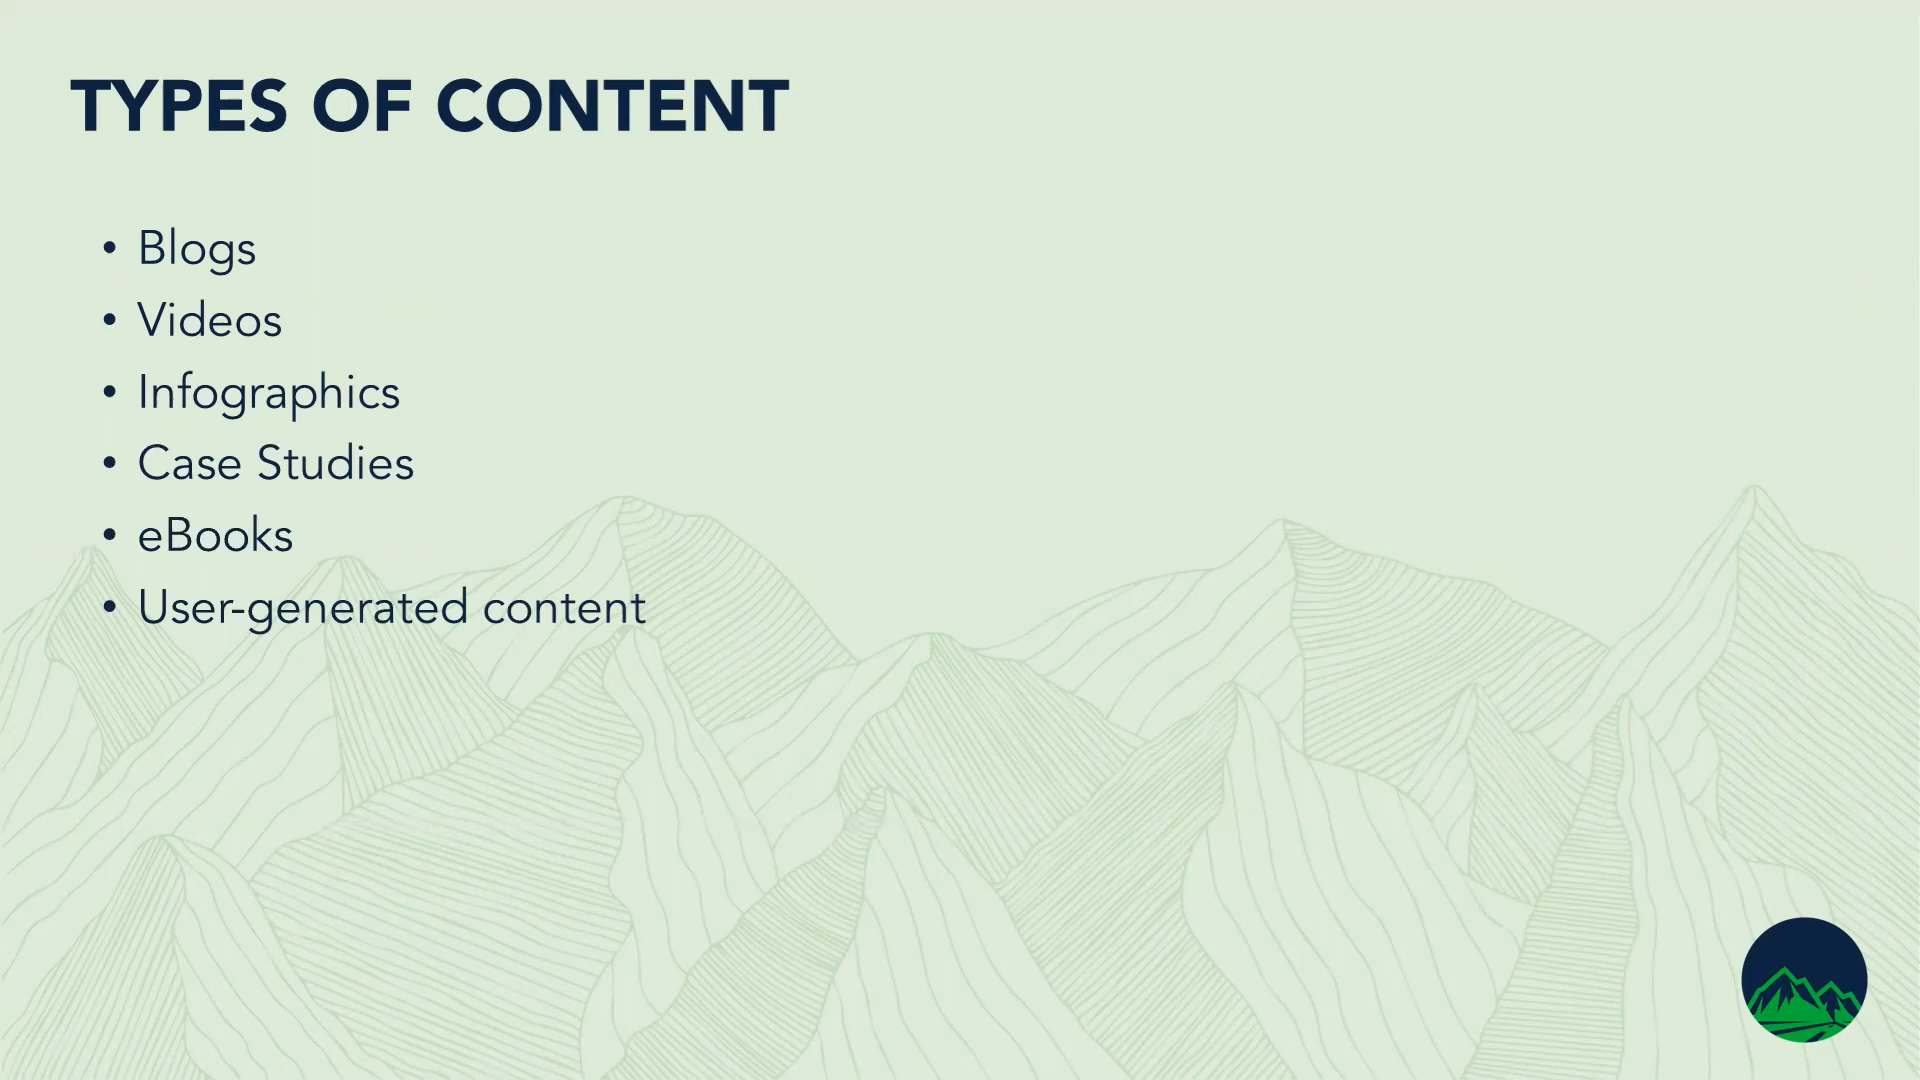 TYPES OF CONTENT
• Blogs
• Videos
• Infographics
• Case Studies
• eBooks
• User-generated content